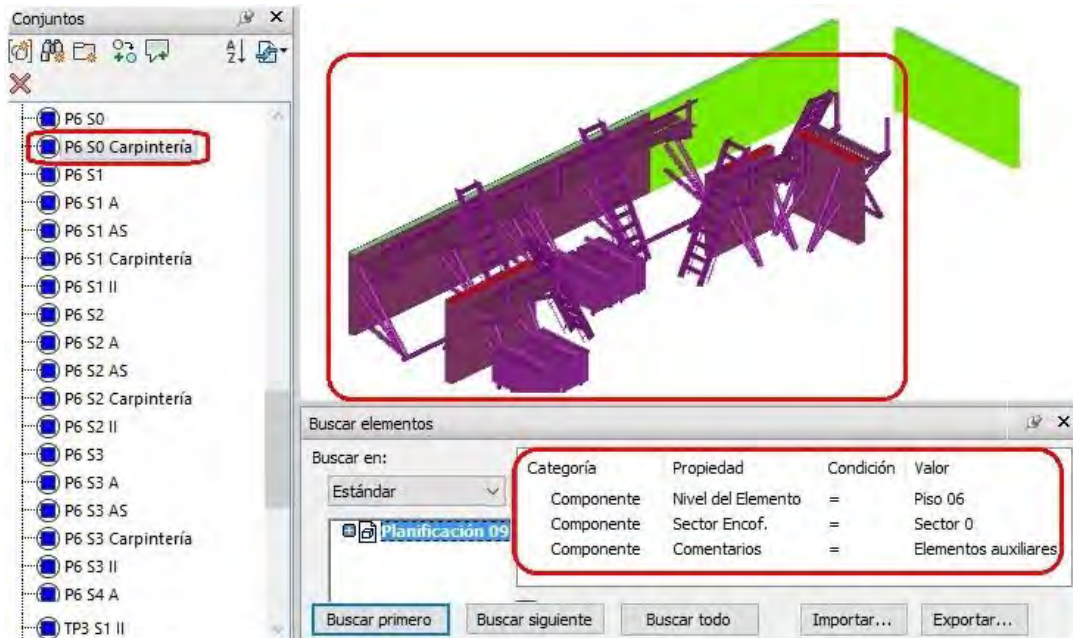 Conjuntos
P6 S0
P6 S0 Carpintería
P6 S1
P6 S1 A
P6 S1 AS
P6 S1 Carpintería
P6 S1 II
P6 S2
P6 S2 A
P6 S2 AS
P6 S2 Carpintería
P6 S2 II
P6 S3
P6 S3 A
P6 S3 AS
P6 S3 Carpintería
P6 S3 II
P6 S4 A
TP3 S1 II
Buscar elementos
Buscar en:
Estándar
Planificación 09
Categoría Propiedad Condición Valor
Componente Nivel del Elemento = Piso 06
Componente Sector Encof. = Sector 0
Componente Comentarios = Elementos auxiliares
Buscar primero Buscar siguiente Buscar todo Importar... Exportar...